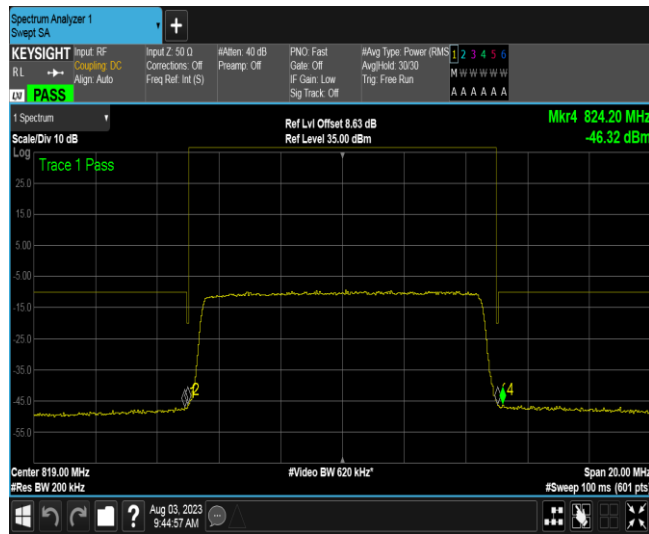 Spectrum Analyzer 1
Swept SA
KEYSIGHT
RL
LXI PASS
Input: RF
Coupling: DC
Align: Auto
Input Z: 50 Ω
Corrections: Off
Freq Ref: Int (S)
#Atten: 40 dB
Preamp: Off
PNO: Fast
Gate: Off
IF Gain: Low
Sig Track: Off
#Avg Type: Power (RMS
Avg|Hold: 30/30
Trig: Free Run
1 2 3 4 5 6
M W W W W W
A A A A A A
1 Spectrum
Scale/Div 10 dB
Ref Lvl Offset 8.63 dB
Ref Level 35.00 dBm
Mkr4 824.20 MHz
-46.32 dBm
Log
Trace 1 Pass
25.0
15.0
5.00
-5.00
-15.0
-25.0
-35.0
-45.0
-55.0
2
4
Center 819.00 MHz
#Res BW 200 kHz
#Video BW 620 kHz*
Span 20.00 MHz
#Sweep 100 ms (601 pts
?
Aug 03, 2023
9:44:57 AM